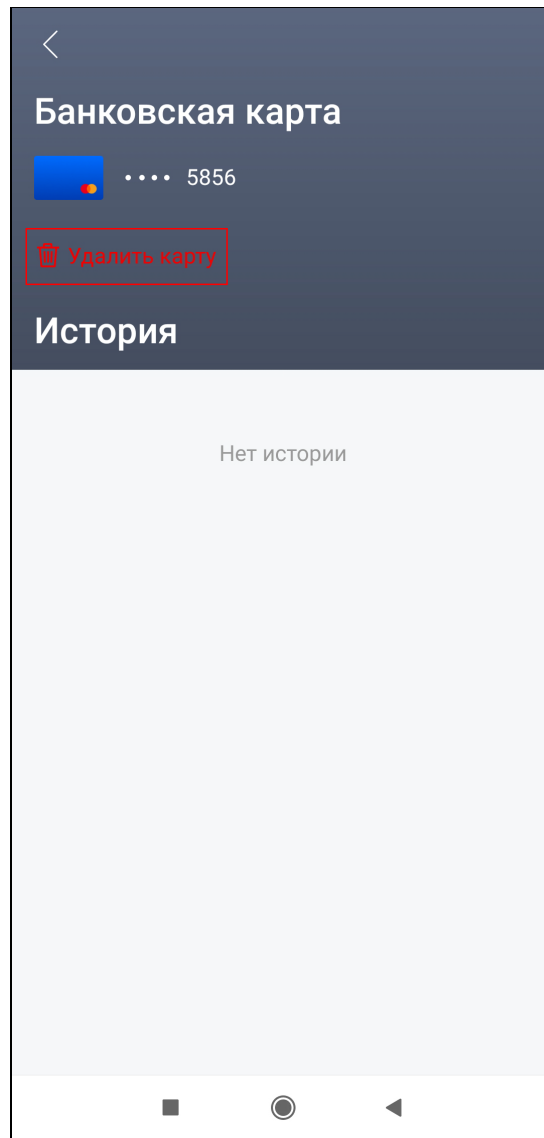 Банковская карта
•••• 5856
Удалить карту
История
Нет истории